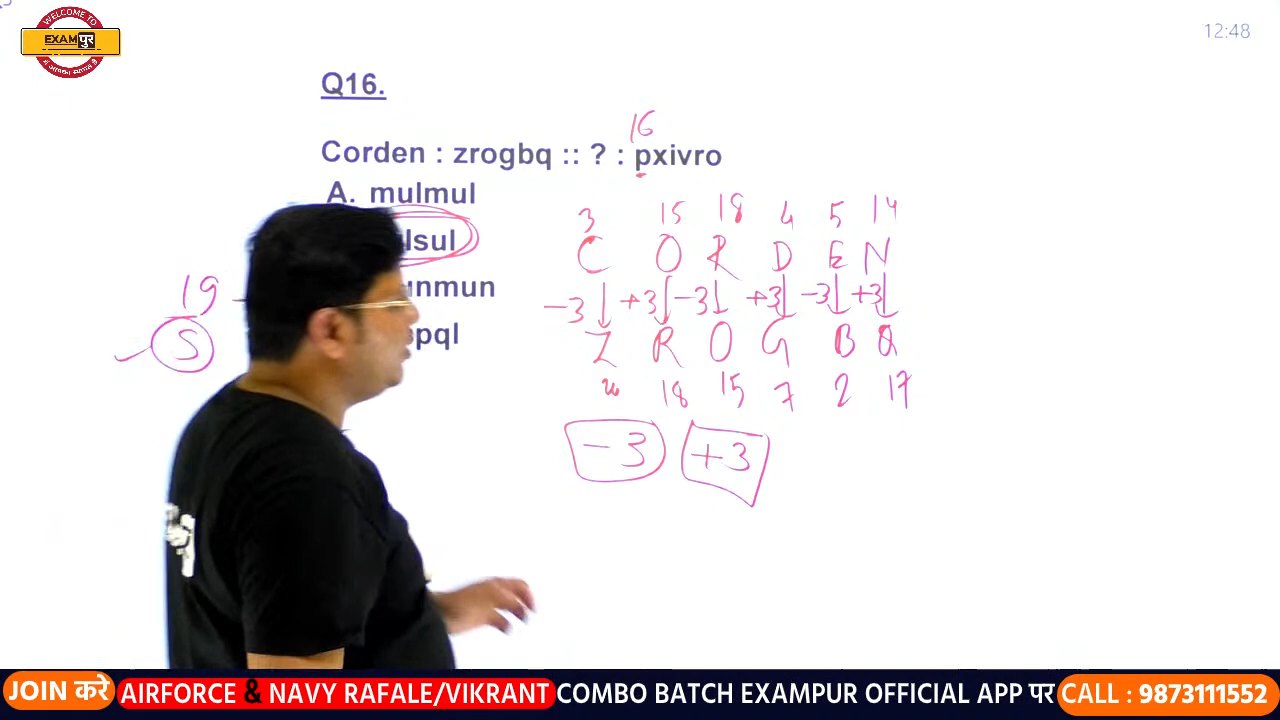 WELCOME TO
EXAMपुर
12:48
Q16.
16
Corden : zrogbq :: ? : pxivro
A. mulmul
lsul
unmun
pql
19
S
3 15 18 4 5 14
C O R D E N
-3 +3 -3 +3 -3 +3
Z R O G B Q
26 18 15 7 2 17
-3 +3
JOIN करे AIRFORCE & NAVY RAFALE/VIKRANT COMBO BATCH EXAMPUR OFFICIAL APP पर CALL : 9873111552